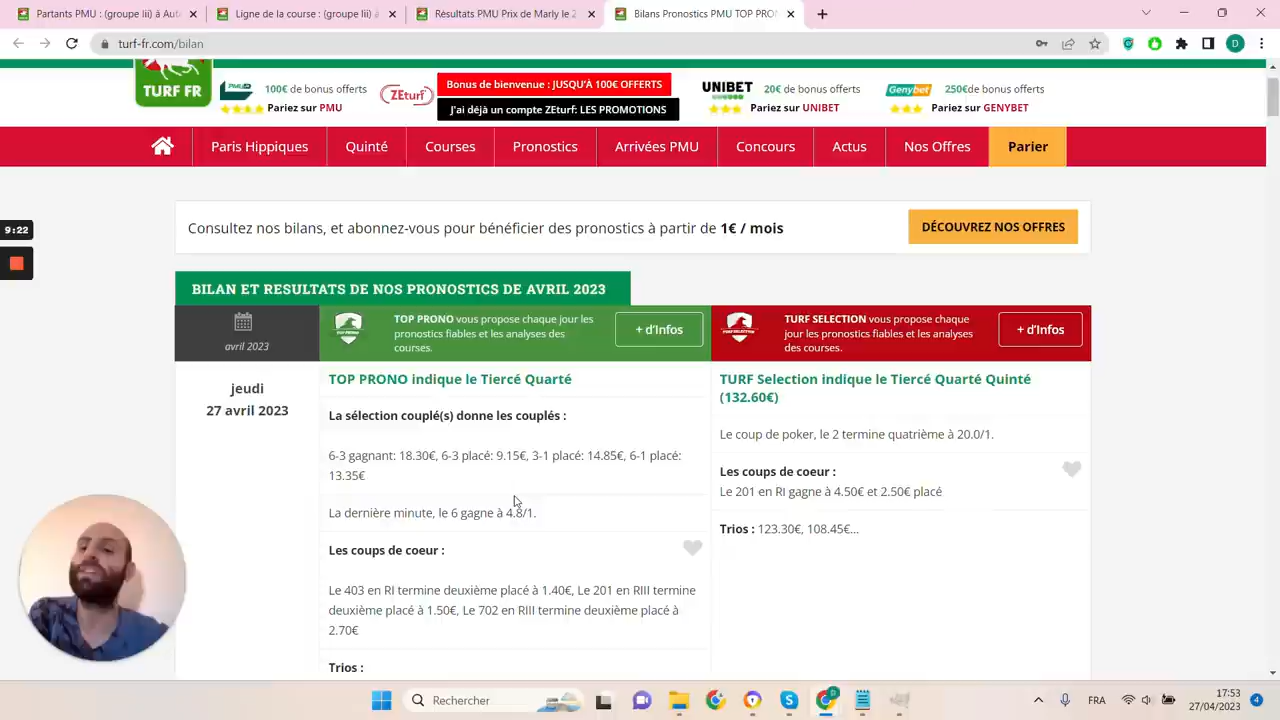 Partants PMU : (groupe Iii) à Aut
Ligne de la course : (groupe Iii) à
Résultats PMU Prix de Marly le 2
Bilans Pronostics PMU TOP PRON
turf-fr.com/bilan
D
TURF FR
PMU
100€ de bonus offerts
Pariez sur PMU
ZEturf
Bonus de bienvenue : JUSQU'À 100€ OFFERTS
J'ai déjà un compte ZEturf: LES PROMOTIONS
UNIBET
20€ de bonus offerts
Pariez sur UNIBET
Genybet
250€de bonus offerts
Pariez sur GENYBET
Paris Hippiques
Quinté
Courses
Pronostics
Arrivées PMU
Concours
Actus
Nos Offres
Parier
9:22
Consultez nos bilans, et abonnez-vous pour bénéficier des pronostics à partir de 1€ / mois
DÉCOUVREZ NOS OFFRES
BILAN ET RESULTATS DE NOS PRONOSTICS DE AVRIL 2023
avril 2023
TOP PRONO
TOP PRONO vous propose chaque jour les
pronostics fiables et les analyses des
courses.
+ d'Infos
TURF SELECTION
TURF SELECTION vous propose chaque
jour les pronostics fiables et les analyses
des courses.
+ d'Infos
jeudi
27 avril 2023
TOP PRONO indique le Tiercé Quarté
La sélection couplé(s) donne les couplés :
6-3 gagnant: 18.30€, 6-3 placé: 9.15€, 3-1 placé: 14.85€, 6-1 placé:
13.35€
La dernière minute, le 6 gagne à 4.8/1.
Les coups de coeur :
Le 403 en RI termine deuxième placé à 1.40€, Le 201 en RIII termine
deuxième placé à 1.50€, Le 702 en RIII termine deuxième placé à
2.70€
Trios :
TURF Selection indique le Tiercé Quarté Quinté
(132.60€)
Le coup de poker, le 2 termine quatrième à 20.0/1.
Les coups de coeur :
Le 201 en RI gagne à 4.50€ et 2.50€ placé
Trios : 123.30€, 108.45€...
Rechercher
FRA
17:53
27/04/2023
4